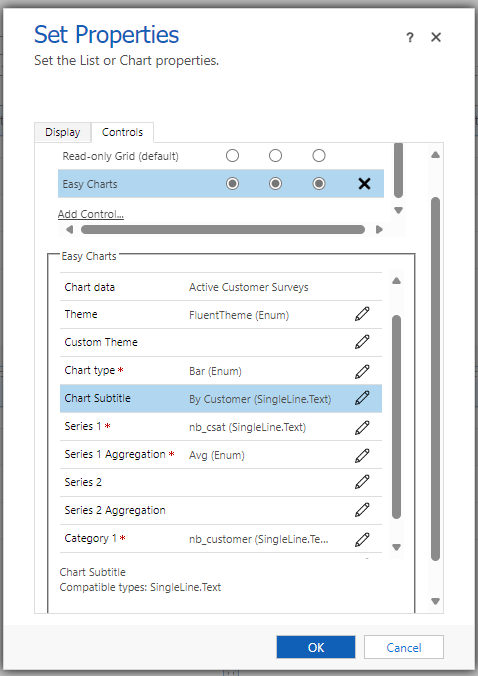 Set Properties
?
Set the List or Chart properties.
Display Controls
Read-only Grid (default)
Easy Charts
Add Control...
Easy Charts
Chart data Active Customer Surveys
Theme FluentTheme (Enum)
Custom Theme
Chart type * Bar (Enum)
Chart Subtitle By Customer (SingleLine.Text)
Series 1 * nb_csat (SingleLine.Text)
Series 1 Aggregation * Avg (Enum)
Series 2
Series 2 Aggregation
Category 1 * nb_customer (SingleLine.Te...
Chart Subtitle
Compatible types: SingleLine.Text
OK Cancel